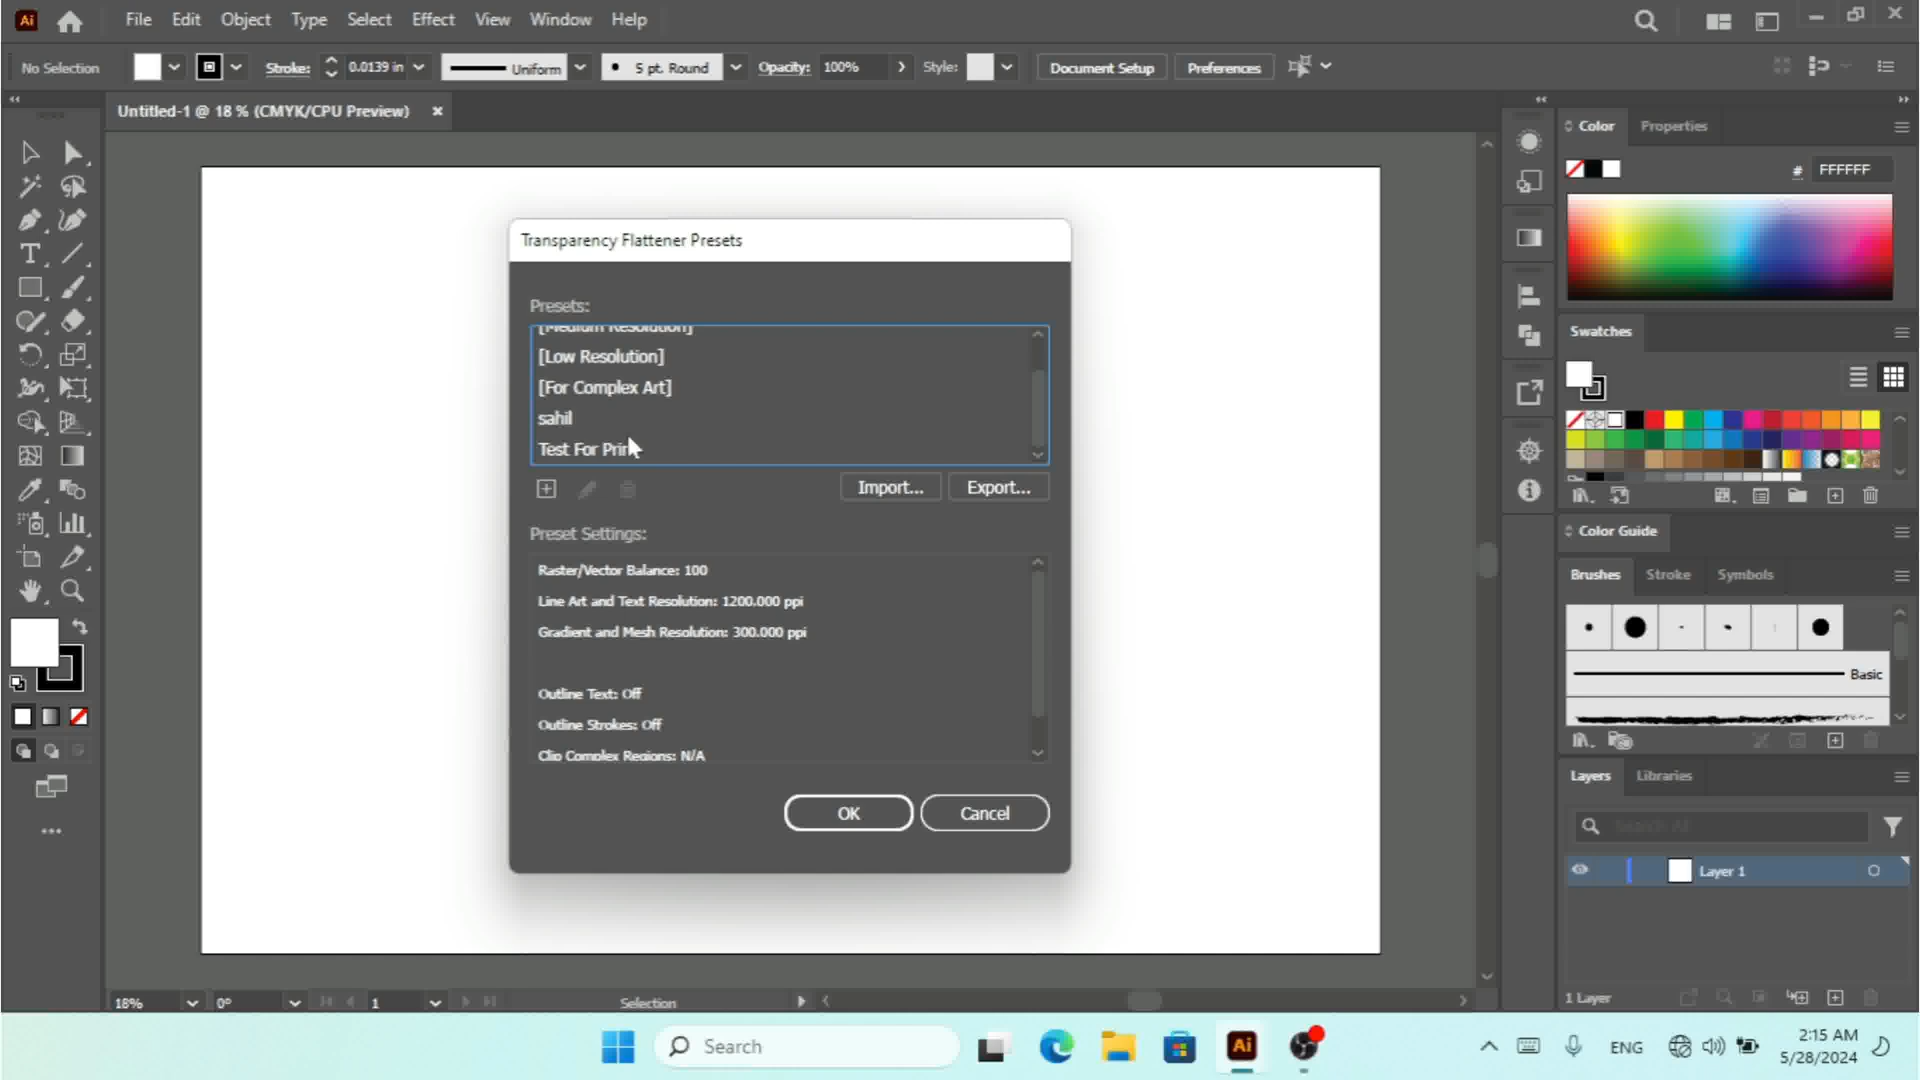 Ai File Edit Object Type Select Effect View Window Help
No Selection Stroke: 0.0139 in Uniform 5 pt. Round Opacity: 100% Style: Document Setup Preferences
Untitled-1 @ 18 % (CMYK/CPU Preview)
Color Properties
# FFFFFF
Swatches
Color Guide
Brushes Stroke Symbols
Basic
Layers Libraries
Search All
Layer 1
1 Layer
Transparency Flattener Presets
Presets:
[Medium Resolution]
[Low Resolution]
[For Complex Art]
sahil
Test For Prin
Import... Export...
Preset Settings:
Raster/Vector Balance: 100
Line Art and Text Resolution: 1200.000 ppi
Gradient and Mesh Resolution: 300.000 ppi
Outline Text: Off
Outline Strokes: Off
Clip Complex Regions: N/A
OK Cancel
18% 0° 1 Selection
Search Ai ENG 2:15 AM
5/28/2024